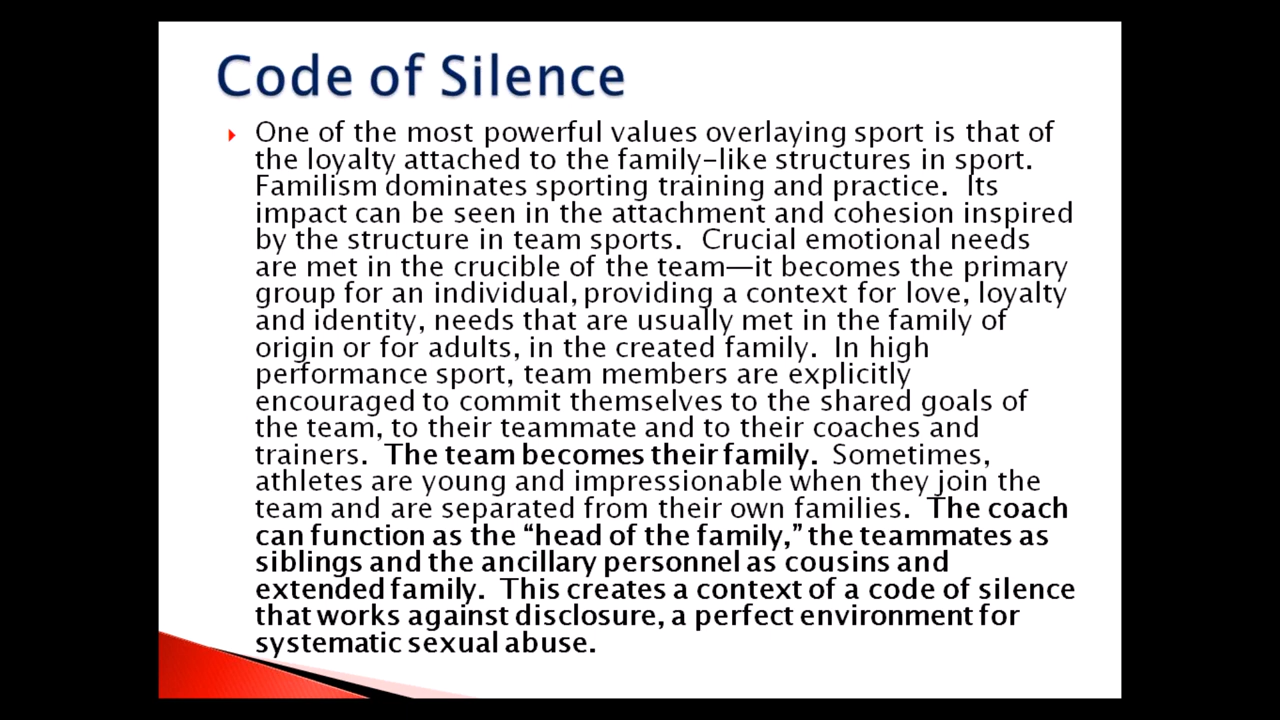 Code of Silence
One of the most powerful values overlaying sport is that of
the loyalty attached to the family–like structures in sport.
Familism dominates sporting training and practice.  Its
impact can be seen in the attachment and cohesion inspired
by the structure in team sports.  Crucial emotional needs
are met in the crucible of the team—it becomes the primary
group for an individual, providing a context for love, loyalty
and identity, needs that are usually met in the family of
origin or for adults, in the created family.  In high
performance sport, team members are explicitly
encouraged to commit themselves to the shared goals of
the team, to their teammate and to their coaches and
trainers.  The team becomes their family.  Sometimes,
athletes are young and impressionable when they join the
team and are separated from their own families.  The coach
can function as the “head of the family,” the teammates as
siblings and the ancillary personnel as cousins and
extended family.  This creates a context of a code of silence
that works against disclosure, a perfect environment for
systematic sexual abuse.